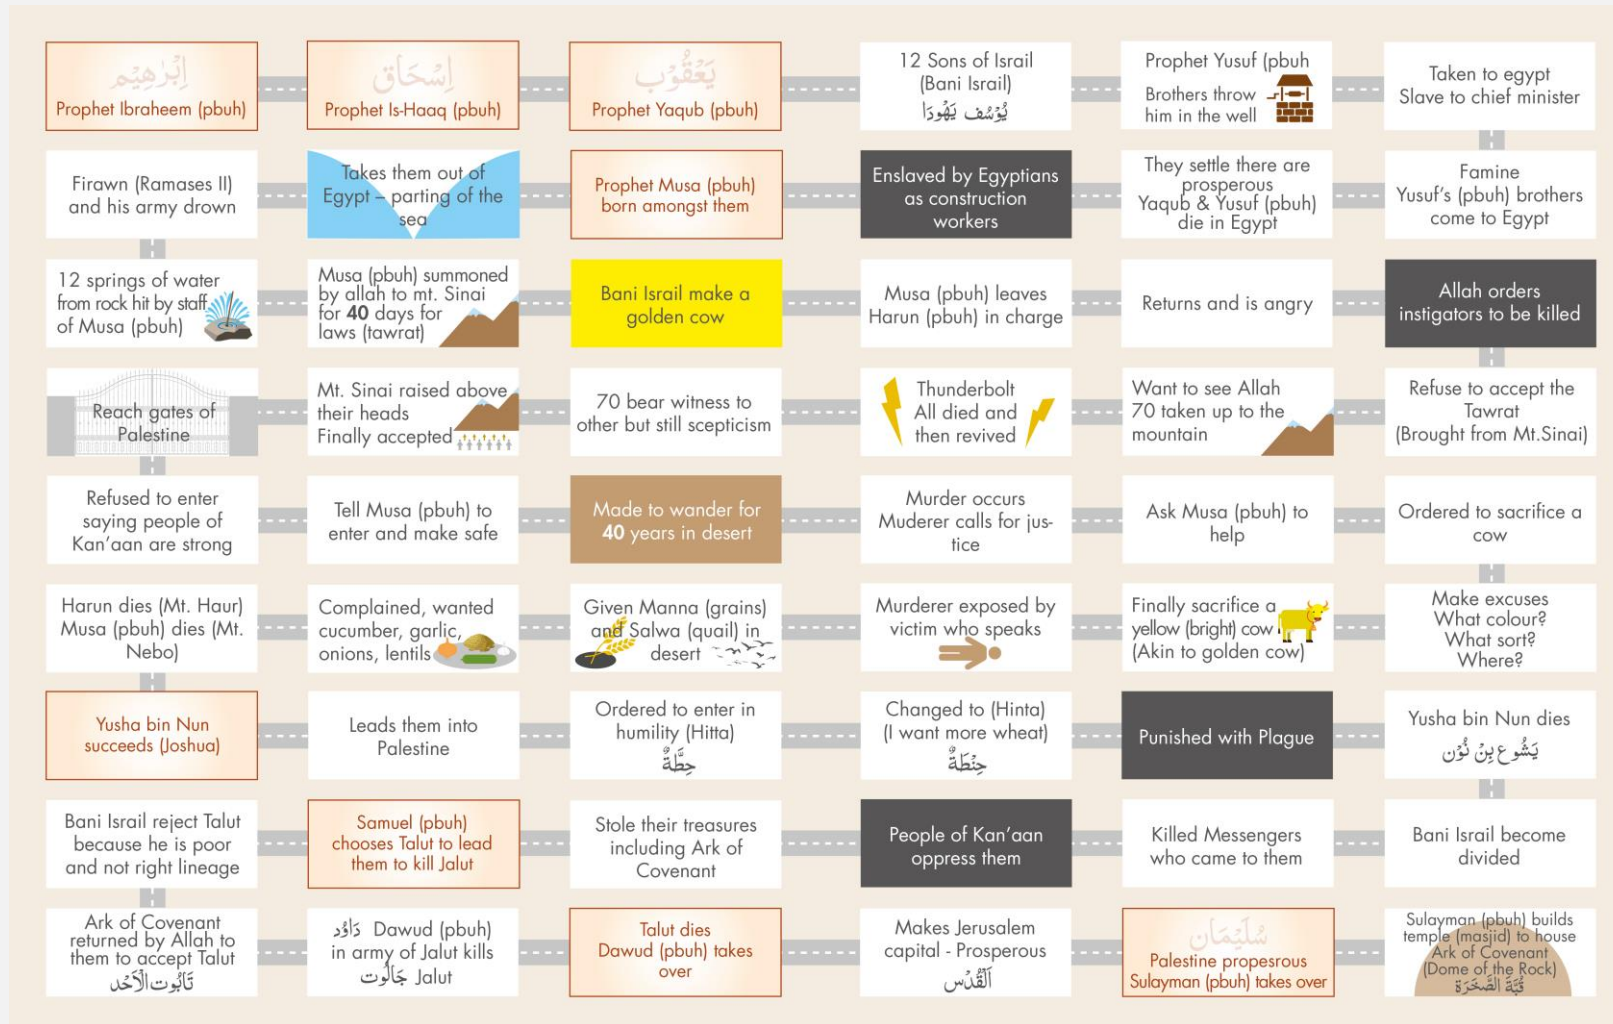 إِبْرٰهِيْم
Prophet Ibraheem (pbuh)
إِسْحَاق
Prophet Is-Haaq (pbuh)
يَعْقُوْب
Prophet Yaqub (pbuh)
12 Sons of Israil
(Bani Israil)
يُوْسُف يَهُوْدَا
Prophet Yusuf (pbuh
Brothers throw
him in the well
Taken to egypt
Slave to chief minister
Firawn (Ramases II)
and his army drown
Takes them out of
Egypt – parting of the
sea
Prophet Musa (pbuh)
born amongst them
Enslaved by Egyptians
as construction
workers
They settle there are
prosperous
Yaqub & Yusuf (pbuh)
die in Egypt
Famine
Yusuf's (pbuh) brothers
come to Egypt
12 springs of water
from rock hit by staff
of Musa (pbuh)
Musa (pbuh) summoned
by allah to mt. Sinai
for 40 days for
laws (tawrat)
Bani Israil make a
golden cow
Musa (pbuh) leaves
Harun (pbuh) in charge
Returns and is angry
Allah orders
instigators to be killed
Reach gates of
Palestine
Mt. Sinai raised above
their heads
Finally accepted
70 bear witness to
other but still scepticism
Thunderbolt
All died and
then revived
Want to see Allah
70 taken up to the
mountain
Refuse to accept the
Tawrat
(Brought from Mt.Sinai)
Refused to enter
saying people of
Kan'aan are strong
Tell Musa (pbuh) to
enter and make safe
Made to wander for
40 years in desert
Murder occurs
Muderer calls for jus-
tice
Ask Musa (pbuh) to
help
Ordered to sacrifice a
cow
Harun dies (Mt. Haur)
Musa (pbuh) dies (Mt.
Nebo)
Complained, wanted
cucumber, garlic,
onions, lentils
Given Manna (grains)
and Salwa (quail) in
desert
Murderer exposed by
victim who speaks
Finally sacrifice a
yellow (bright) cow
(Akin to golden cow)
Make excuses
What colour?
What sort?
Where?
Yusha bin Nun
succeeds (Joshua)
Leads them into
Palestine
Ordered to enter in
humility (Hitta)
حِطَّةٌ
Changed to (Hinta)
(I want more wheat)
حِنْطَةٌ
Punished with Plague
Yusha bin Nun dies
يَشُوع بِنْ نُوْن
Bani Israil reject Talut
because he is poor
and not right lineage
Samuel (pbuh)
chooses Talut to lead
them to kill Jalut
Stole their treasures
including Ark of
Covenant
People of Kan'aan
oppress them
Killed Messengers
who came to them
Bani Israil become
divided
Ark of Covenant
returned by Allah to
them to accept Talut
دَاوُد Dawud (pbuh)
in army of Jalut kills
جَالُوت Jalut
Talut dies
Dawud (pbuh) takes
over
Makes Jerusalem
capital - Prosperous
اَلْقُدْس
سُلَيْمَان
Palestine propesrous
Sulayman (pbuh) takes over
Sulayman (pbuh) builds
temple (masjid) to house
Ark of Covenant
(Dome of the Rock)
قُبَّةَ الصَّخْرَة